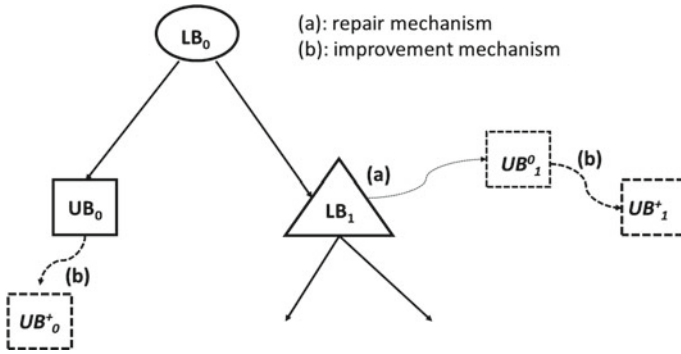 LB₀
(a): repair mechanism
(b): improvement mechanism
(a)
UB⁰₁
(b)
UB₀
LB₁
UB⁺₁
(b)
UB⁺₀